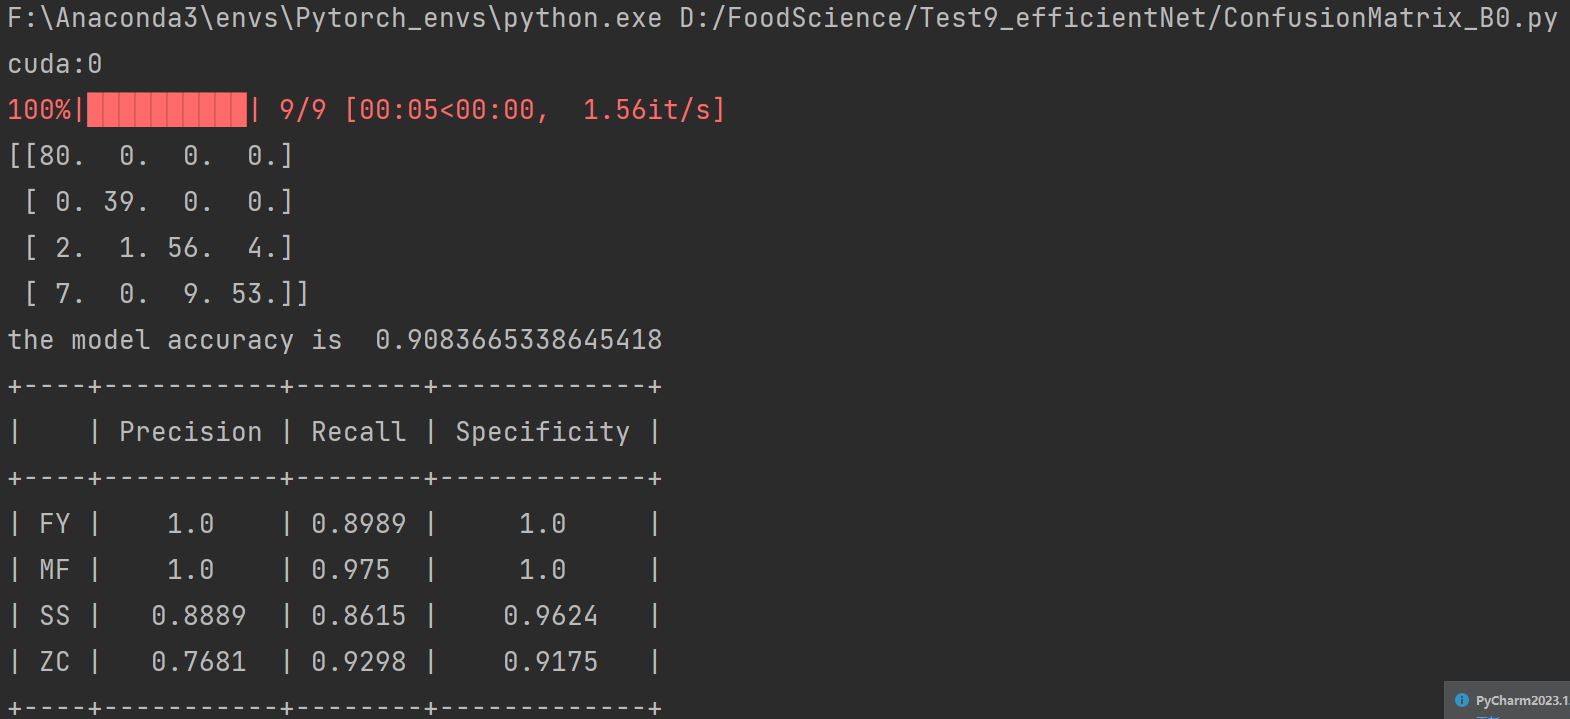 F:\Anaconda3\envs\Pytorch_envs\python.exe D:/FoodScience/Test9_efficientNet/ConfusionMatrix_B0.py
cuda:0
100%|██████████| 9/9 [00:05<00:00,  1.56it/s]
[[80.  0.  0.  0.]
 [ 0. 39.  0.  0.]
 [ 2.  1. 56.  4.]
 [ 7.  0.  9. 53.]]
the model accuracy is  0.9083665338645418
+----+-----------+--------+-------------+
|    | Precision | Recall | Specificity |
+----+-----------+--------+-------------+
| FY |    1.0    | 0.8989 |     1.0     |
| MF |    1.0    | 0.975  |     1.0     |
| SS |   0.8889  | 0.8615 |    0.9624   |
| ZC |   0.7681  | 0.9298 |    0.9175   |
+----+-----------+--------+-------------+
PyCharm2023.1